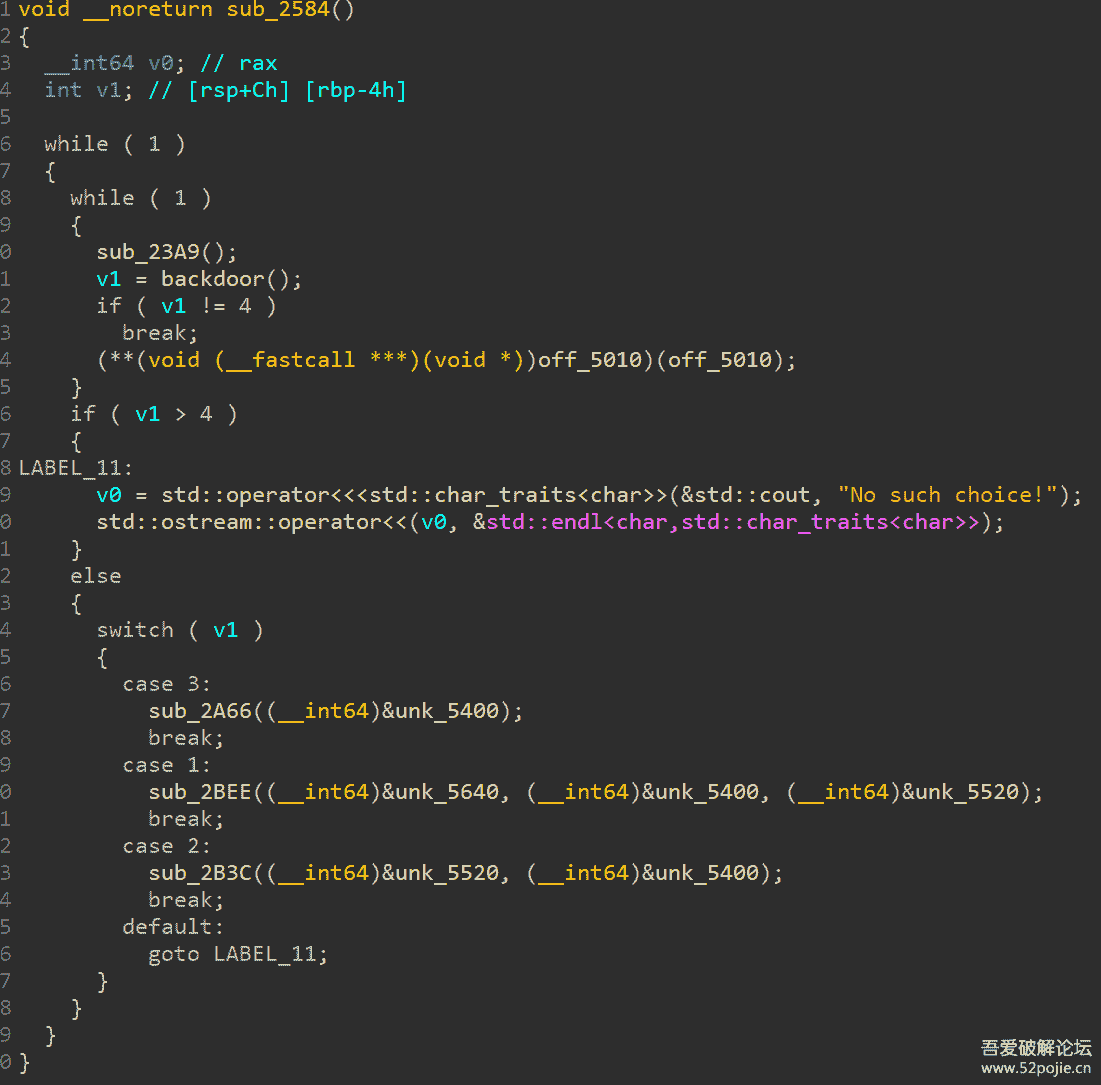 1 void __noreturn sub_2584()
2 {
3   __int64 v0; // rax
4   int v1; // [rsp+Ch] [rbp-4h]
5
6   while ( 1 )
7   {
8     while ( 1 )
9     {
0       sub_23A9();
1       v1 = backdoor();
2       if ( v1 != 4 )
3         break;
4       (**(void (__fastcall ***)(void *))off_5010)(off_5010);
5     }
6     if ( v1 > 4 )
7     {
8 LABEL_11:
9       v0 = std::operator<<<std::char_traits<char>>(&std::cout, "No such choice!");
0       std::ostream::operator<<(v0, &std::endl<char,std::char_traits<char>>);
1     }
2     else
3     {
4       switch ( v1 )
5       {
6         case 3:
7           sub_2A66((__int64)&unk_5400);
8           break;
9         case 1:
0           sub_2BEE((__int64)&unk_5640, (__int64)&unk_5400, (__int64)&unk_5520);
1           break;
2         case 2:
3           sub_2B3C((__int64)&unk_5520, (__int64)&unk_5400);
4           break;
5         default:
6           goto LABEL_11;
7       }
8     }
9   }
0 }
吾爱破解论坛
www.52pojie.cn